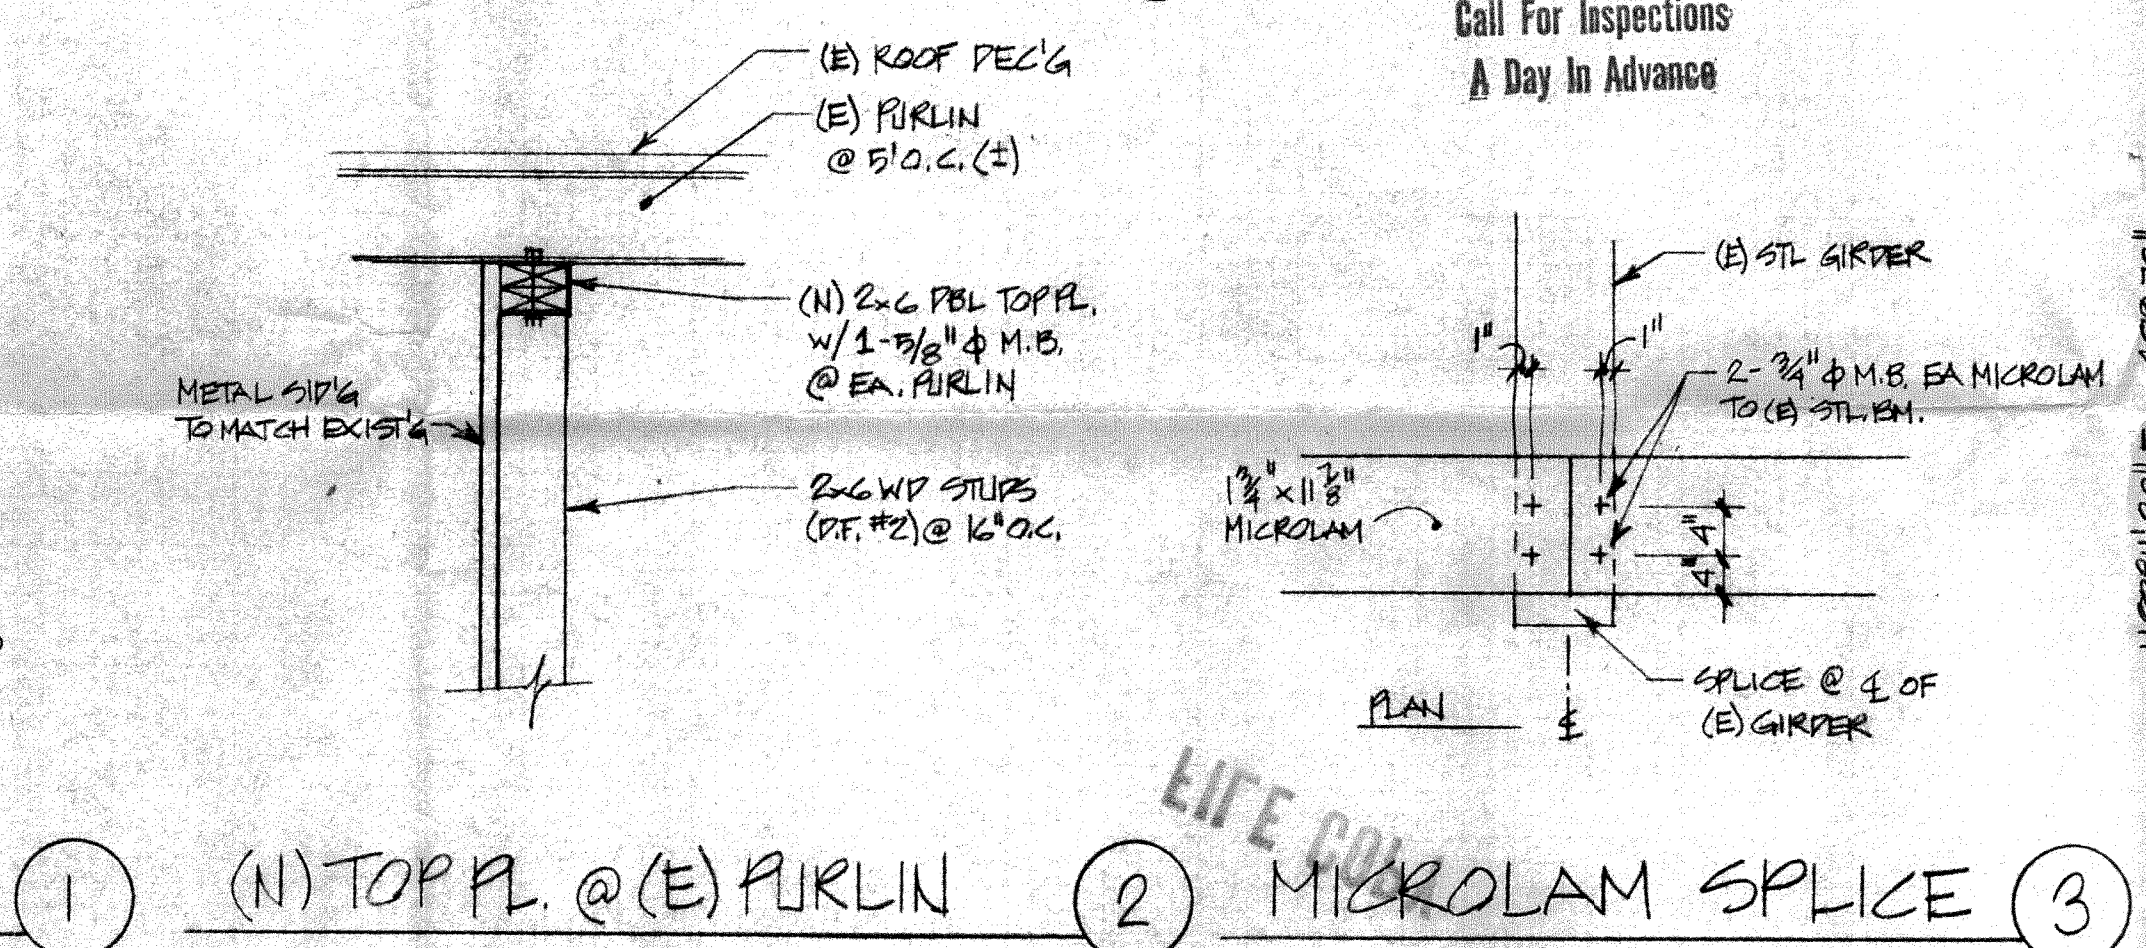 Call For Inspections
A Day In Advance
(E) ROOF DEC'G
(E) PURLIN
@ 5' O.C. (±)
(N) 2x6 DBL TOP PL.
W/ 1-5/8" ϕ M.B.
@ EA. PURLIN
METAL SID'G
TO MATCH EXIST'G
2x6 WD STUDS
(D.F. #2) @ 16" O.C.
(E) STL GIRDER
1"
1"
2- 3/4" ϕ M.B. EA MICROLAM
TO (E) STL. BM.
1 3/4" x 11 7/8"
MICROLAM
4"
4"
SPLICE @ ℄ OF
(E) GIRDER
PLAN
℄
FILE COPY
1
(N) TOP PL. @ (E) PURLIN
2
MICROLAM SPLICE
3